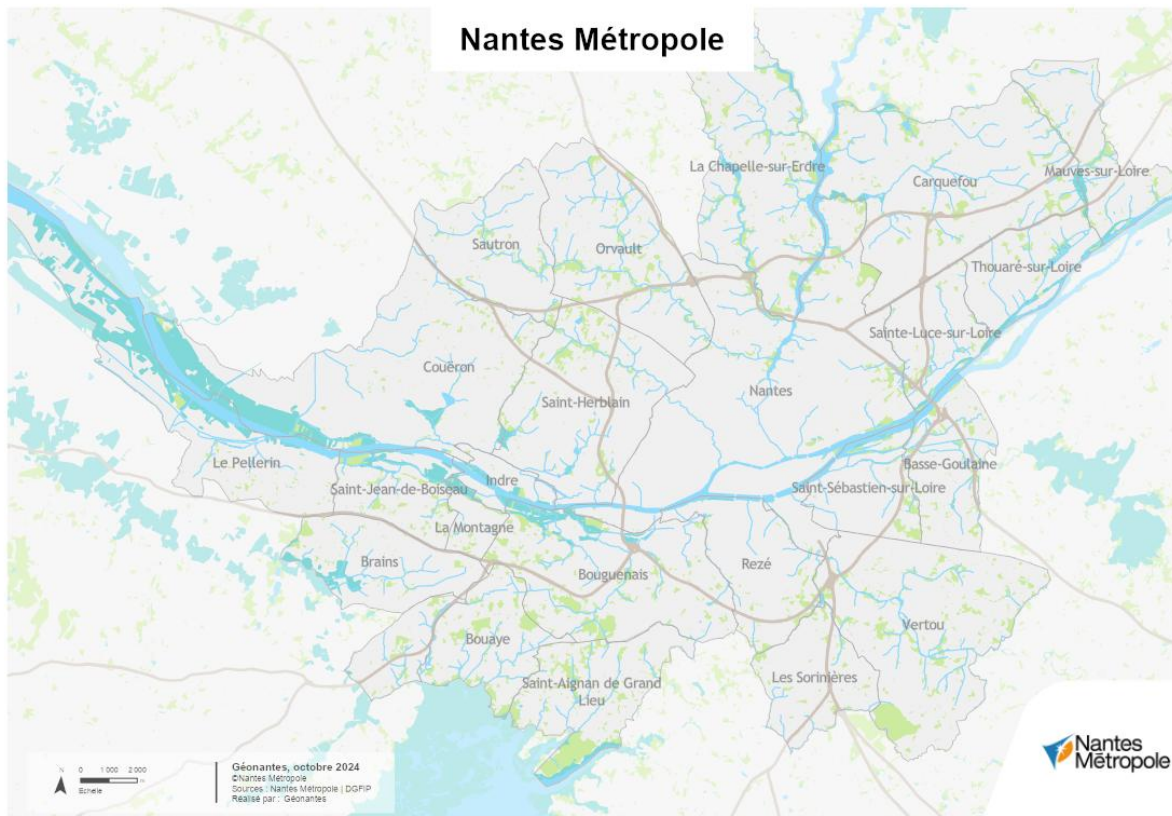 Nantes Métropole
La Chapelle-sur-Erdre
Mauves-sur-Loire
Carquefou
Sautron
Orvault
Thouaré-sur-Loire
Sainte-Luce-sur-Loire
Couëron
Nantes
Saint-Herblain
Le Pellerin
Basse-Goulaine
Indre
Saint-Jean-de-Boiseau
Saint-Sébastien-sur-Loire
La Montagne
Brains
Rezé
Bouguenais
Vertou
Bouaye
Les Sorinières
Saint-Aignan de Grand
Lieu
N 0 1 000 2 000
m
Echelle
Géonantes, octobre 2024
©Nantes Métropole
Sources : Nantes Métropole | DGFIP
Réalisé par : Géonantes
Nantes
Métropole